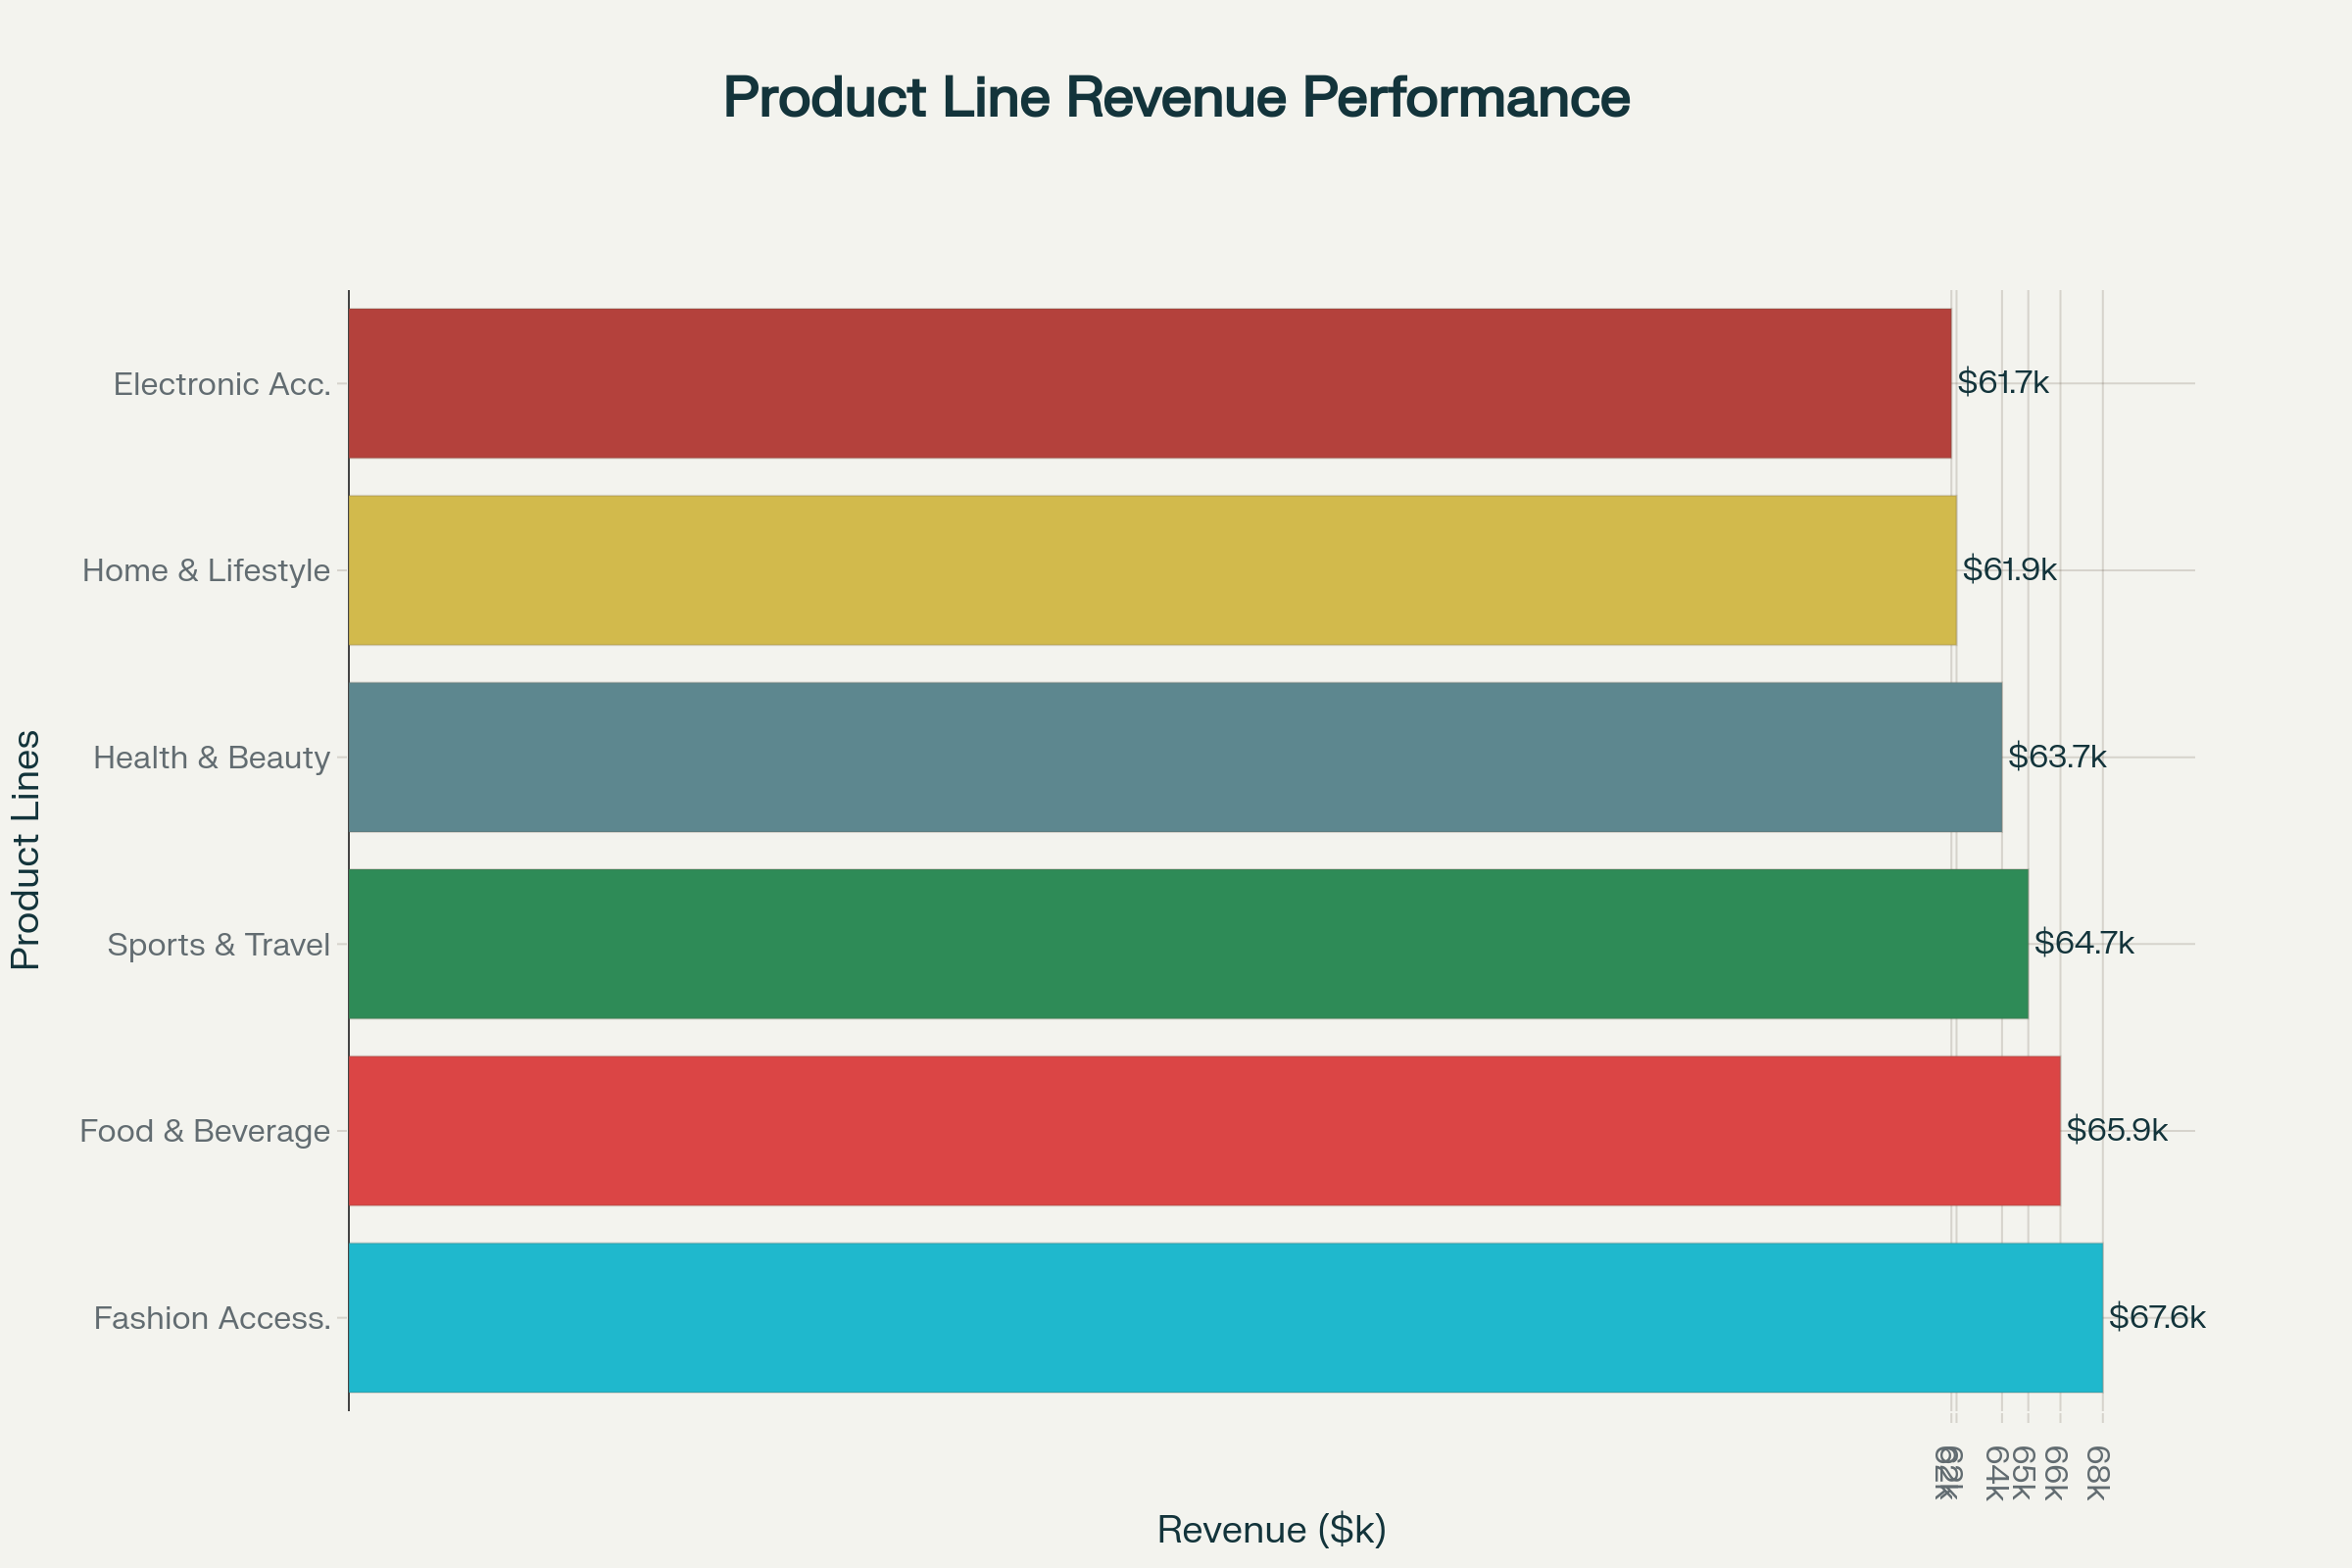 Product Line Revenue Performance
Product Lines
Electronic Acc.
$61.7k
Home & Lifestyle
$61.9k
Health & Beauty
$63.7k
Sports & Travel
$64.7k
Food & Beverage
$65.9k
Fashion Access.
$67.6k
62k
62k
64k
65k
66k
68k
Revenue ($k)